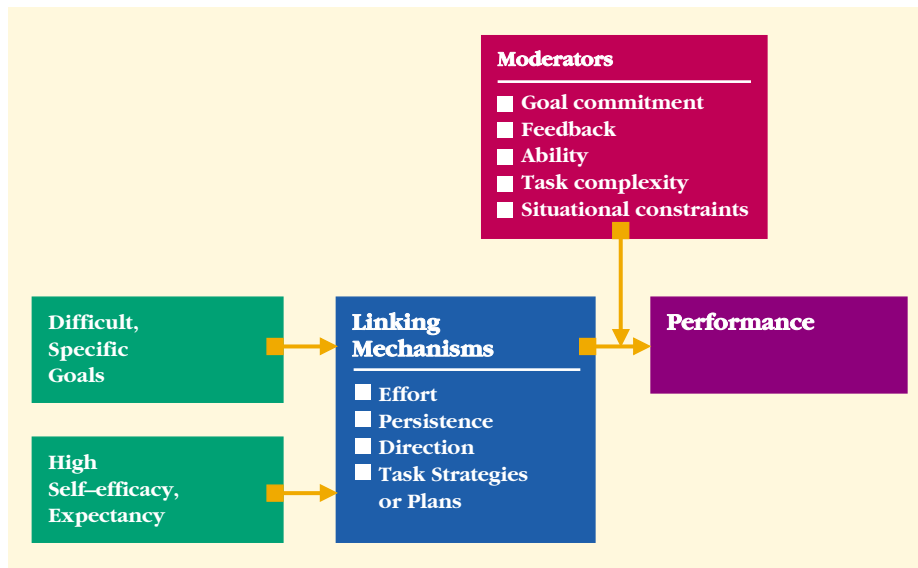 Moderators
Goal commitment
Feedback
Ability
Task complexity
Situational constraints
Difficult,
Specific
Goals
High
Self–efficacy,
Expectancy
Linking
Mechanisms
Effort
Persistence
Direction
Task Strategies
or Plans
Performance